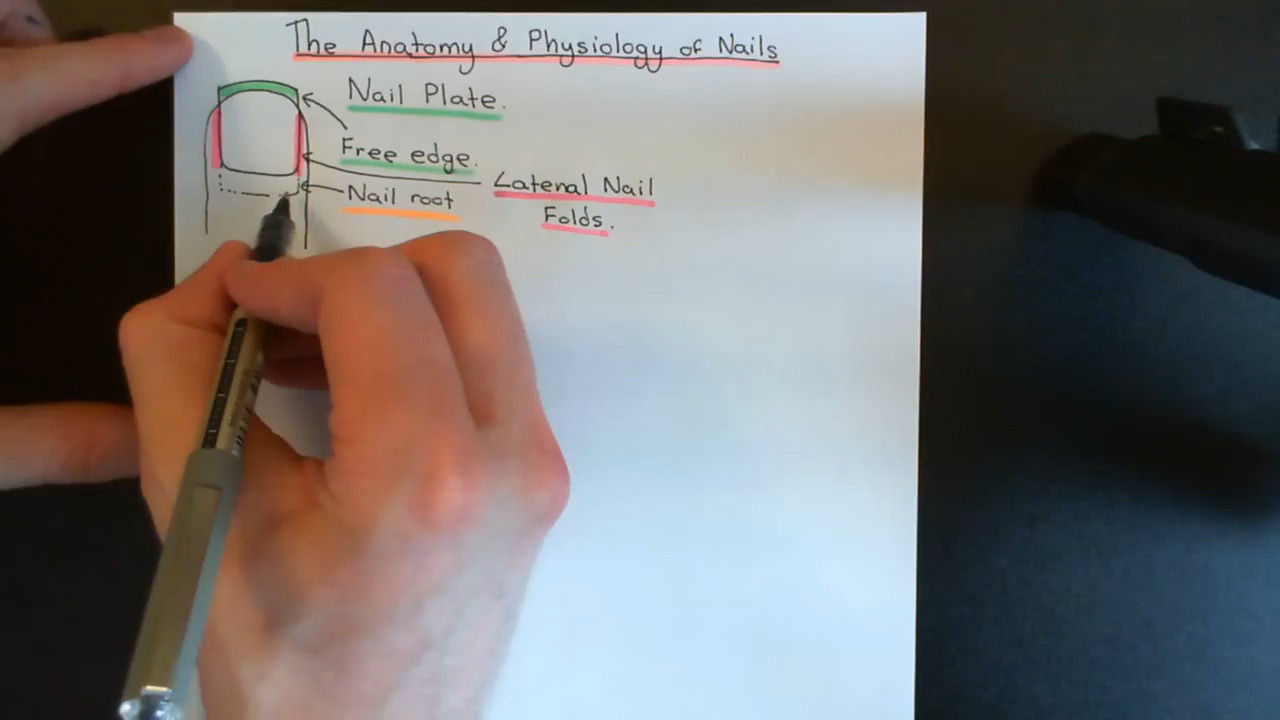 The Anatomy & Physiology of Nails
Nail Plate.
Free edge.
Lateral Nail
Folds.
Nail root